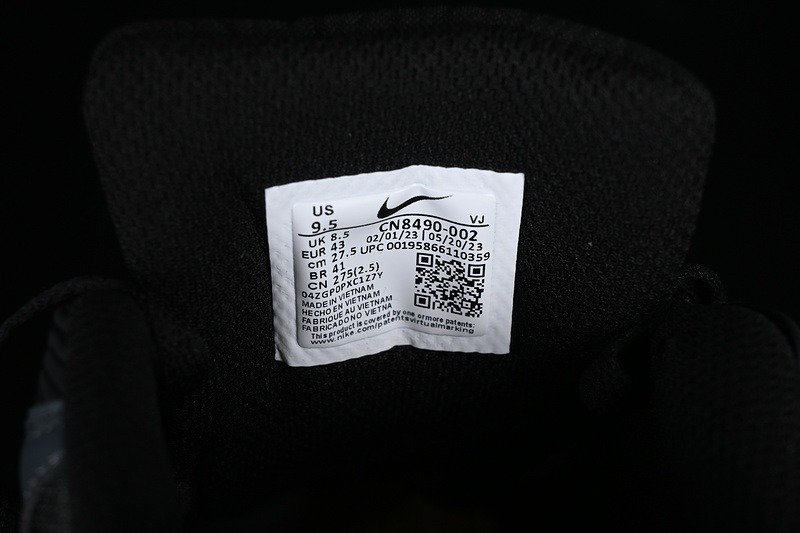 US
9.5
VJ
UK 8.5
CN8490-002
EUR 43
02/01/23 | 05/20/23
cm 27.5
UPC 00195866110359
BR 41
CN 275(2.5)
04ZGP0PXC1Z7Y
MADE IN VIETNAM
HECHO EN VIETNAM
FABRIQUE AU VIETNAM
FABRICADO NO VIETNA
This product is covered by one or more patents:
www.nike.com/patentsvirtualmarking